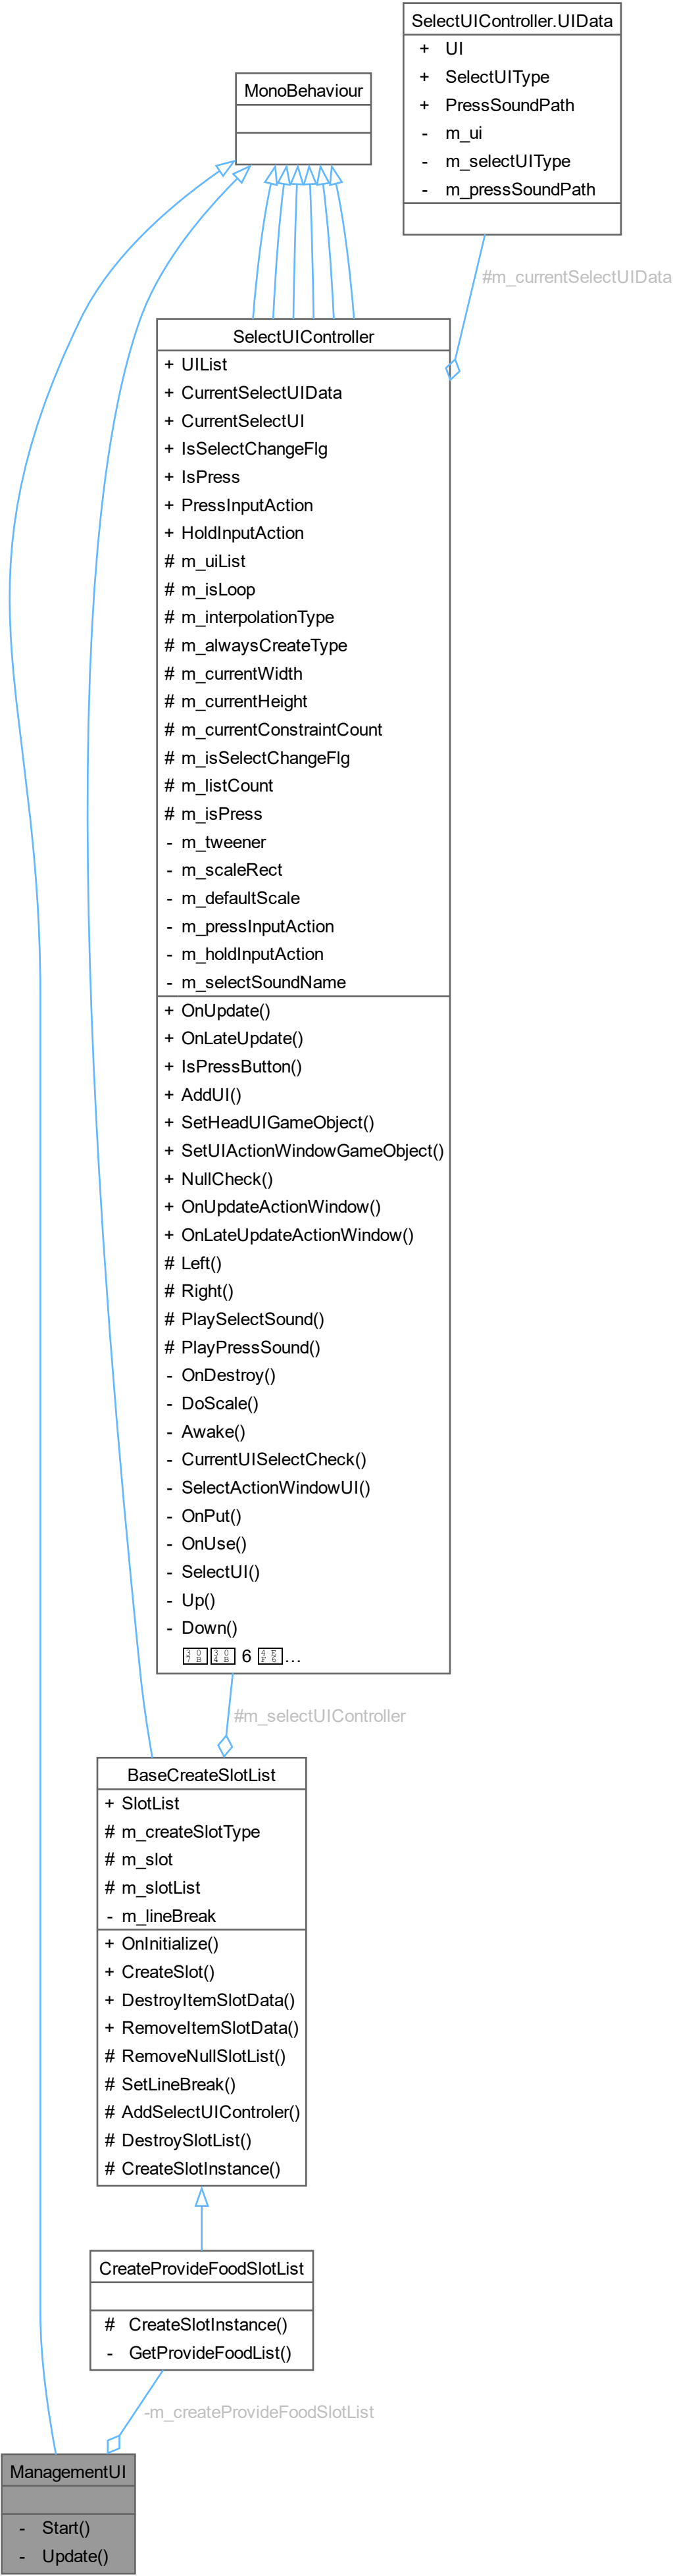 SelectUIController.UIData
+ UI
+ SelectUIType
+ PressSoundPath
- m_ui
- m_selectUIType
- m_pressSoundPath
MonoBehaviour
#m_currentSelectUIData
SelectUIController
+ UIList
+ CurrentSelectUIData
+ CurrentSelectUI
+ IsSelectChangeFlg
+ IsPress
+ PressInputAction
+ HoldInputAction
# m_uiList
# m_isLoop
# m_interpolationType
# m_alwaysCreateType
# m_currentWidth
# m_currentHeight
# m_currentConstraintCount
# m_isSelectChangeFlg
# m_listCount
# m_isPress
- m_tweener
- m_scaleRect
- m_defaultScale
- m_pressInputAction
- m_holdInputAction
- m_selectSoundName
+ OnUpdate()
+ OnLateUpdate()
+ IsPressButton()
+ AddUI()
+ SetHeadUIGameObject()
+ SetUIActionWindowGameObject()
+ NullCheck()
+ OnUpdateActionWindow()
+ OnLateUpdateActionWindow()
# Left()
# Right()
# PlaySelectSound()
# PlayPressSound()
- OnDestroy()
- DoScale()
- Awake()
- CurrentUISelectCheck()
- SelectActionWindowUI()
- OnPut()
- OnUse()
- SelectUI()
- Up()
- Down()
6 ...
#m_selectUIController
BaseCreateSlotList
+ SlotList
# m_createSlotType
# m_slot
# m_slotList
- m_lineBreak
+ OnInitialize()
+ CreateSlot()
+ DestroyItemSlotData()
+ RemoveItemSlotData()
# RemoveNullSlotList()
# SetLineBreak()
# AddSelectUIControler()
# DestroySlotList()
# CreateSlotInstance()
CreateProvideFoodSlotList
# CreateSlotInstance()
- GetProvideFoodList()
-m_createProvideFoodSlotList
ManagementUI
- Start()
- Update()